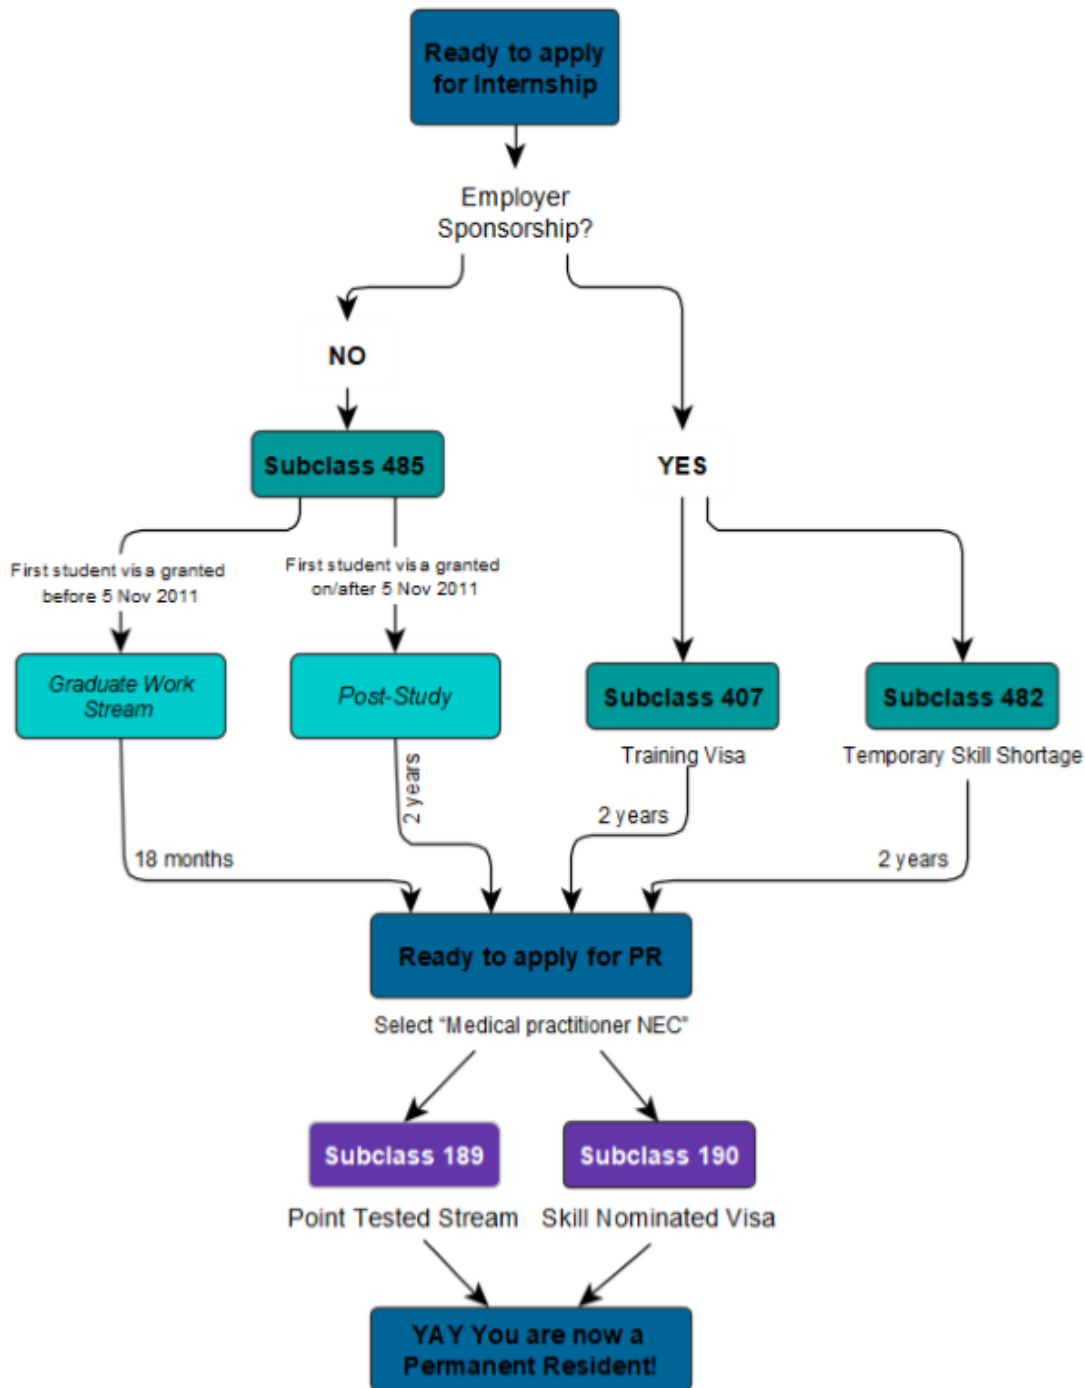 Ready to apply
for Internship
Employer
Sponsorship?
NO
YES
Subclass 485
First student visa granted
before 5 Nov 2011
First student visa granted
on/after 5 Nov 2011
Graduate Work
Stream
Post-Study
Subclass 407
Training Visa
Subclass 482
Temporary Skill Shortage
18 months
2 years
2 years
2 years
Ready to apply for PR
Select “Medical practitioner NEC”
Subclass 189
Point Tested Stream
Subclass 190
Skill Nominated Visa
YAY You are now a
Permanent Resident!